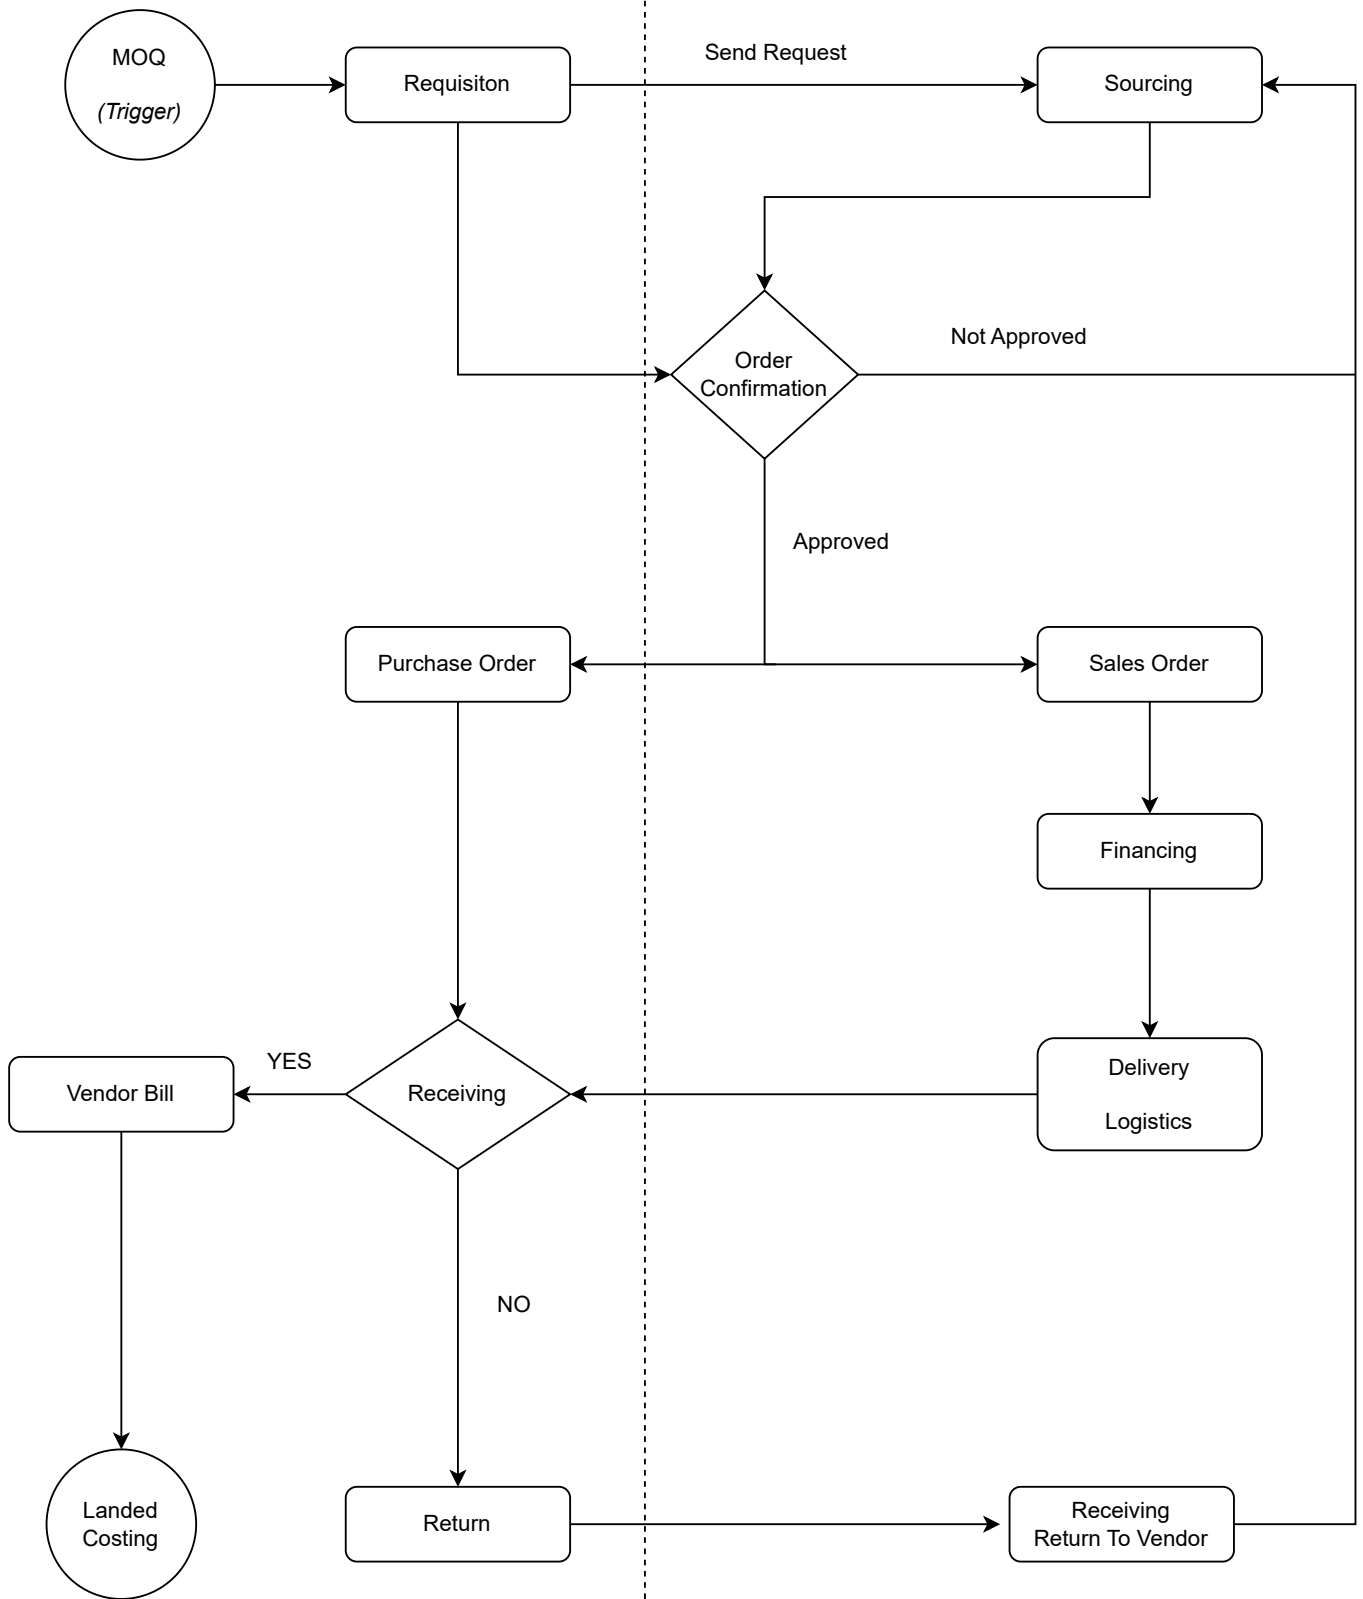 MOQ
(Trigger)
Requisiton
Send Request
Sourcing
Order
Confirmation
Not Approved
Approved
Purchase Order
Sales Order
Financing
YES
Vendor Bill
Receiving
Delivery
Logistics
NO
Landed
Costing
Return
Receiving
Return To Vendor